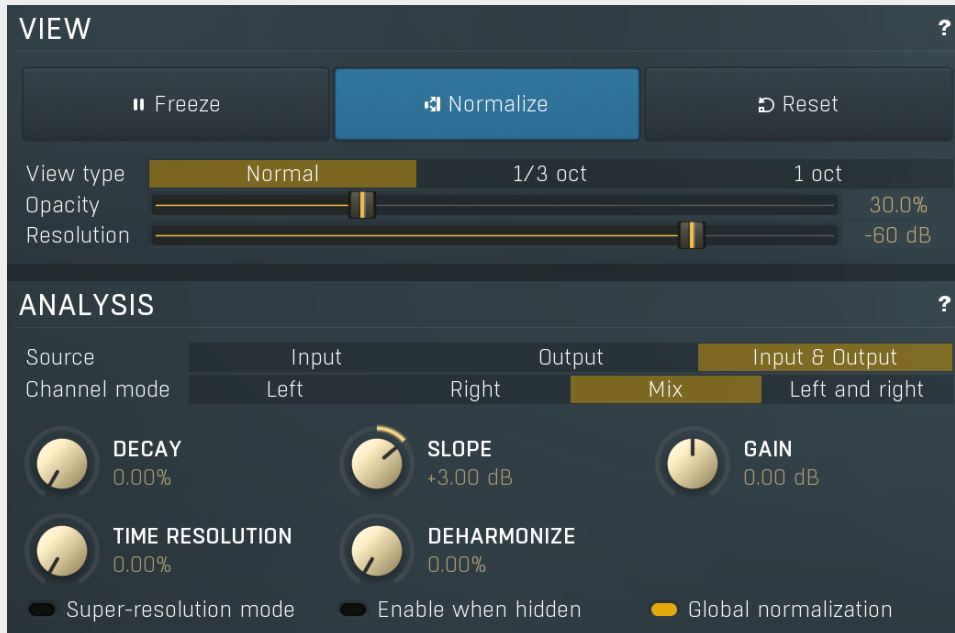 VIEW ?
Freeze Normalize Reset
View type Normal 1/3 oct 1 oct
Opacity 30.0%
Resolution -60 dB
ANALYSIS ?
Source Input Output Input & Output
Channel mode Left Right Mix Left and right
DECAY SLOPE GAIN
0.00% +3.00 dB 0.00 dB
TIME RESOLUTION DEHARMONIZE
0.00% 0.00%
Super-resolution mode Enable when hidden Global normalization